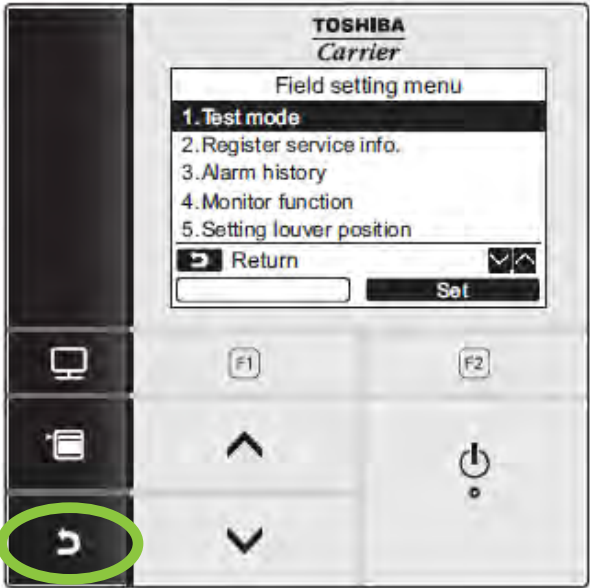 TOSHIBA
Carrier
Field setting menu
1.Test mode
2.Register service info.
3.Alarm history
4.Monitor function
5.Setting louver position
Return
Set
F1
F2